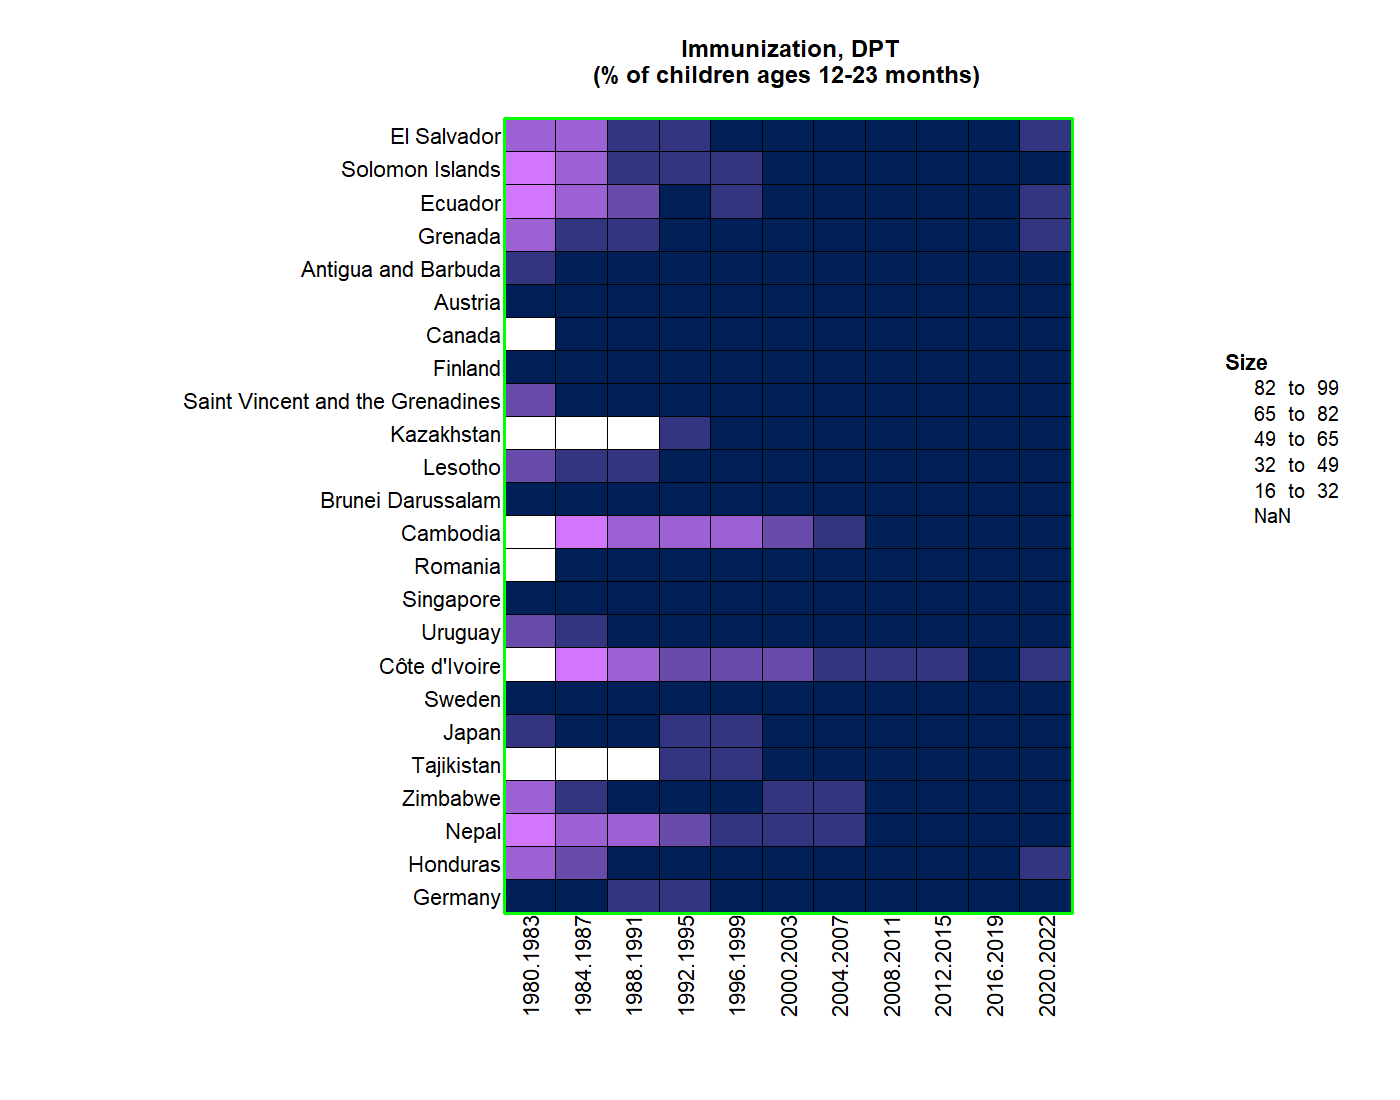 Immunization, DPT
(% of children ages 12-23 months)
El Salvador
Solomon Islands
Ecuador
Grenada
Antigua and Barbuda
Austria
Canada
Finland
Saint Vincent and the Grenadines
Kazakhstan
Lesotho
Brunei Darussalam
Cambodia
Romania
Singapore
Uruguay
Côte d'Ivoire
Sweden
Japan
Tajikistan
Zimbabwe
Nepal
Honduras
Germany
1980.1983
1984.1987
1988.1991
1992.1995
1996.1999
2000.2003
2004.2007
2008.2011
2012.2015
2016.2019
2020.2022
Size
82 to 99
65 to 82
49 to 65
32 to 49
16 to 32
NaN